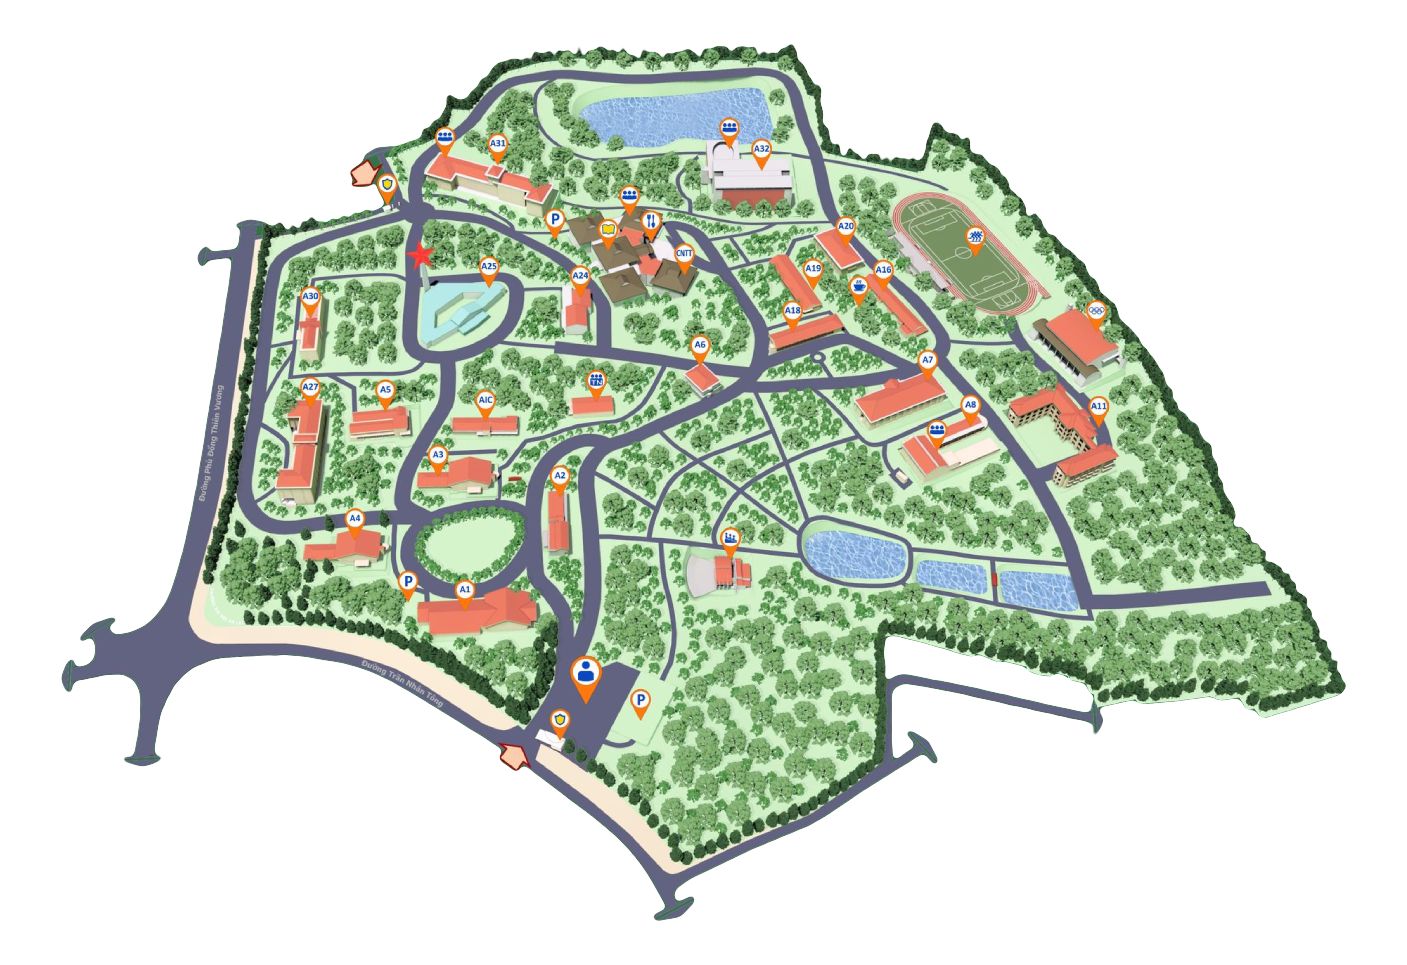 A31
A32
P
A20
CNTT
A25
A24
A19
A16
A30
A18
A6
A7
TN
A27
A5
AIC
A8
A11
A3
A2
A4
P
A1
P
Đường Phù Đổng Thiên Vương
Đường Trần Nhân Tông